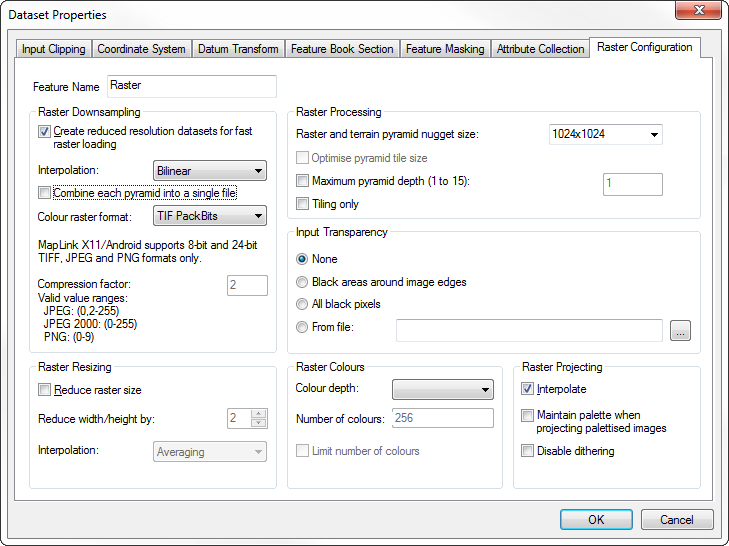 Dataset Properties
Input Clipping
Coordinate System
Datum Transform
Feature Book Section
Feature Masking
Attribute Collection
Raster Configuration
Feature Name
Raster
Raster Downsampling
Create reduced resolution datasets for fast
raster loading
Interpolation:
Bilinear
Combine each pyramid into a single file
Colour raster format:
TIF PackBits
MapLink X11/Android supports 8-bit and 24-bit
TIFF, JPEG and PNG formats only.
Compression factor:
2
Valid value ranges:
JPEG: (0,2-255)
JPEG 2000: (0-255)
PNG: (0-9)
Raster Processing
Raster and terrain pyramid nugget size:
1024x1024
Optimise pyramid tile size
Maximum pyramid depth (1 to 15):
1
Tiling only
Input Transparency
None
Black areas around image edges
All black pixels
From file:
...
Raster Resizing
Reduce raster size
Reduce width/height by:
2
Interpolation:
Averaging
Raster Colours
Colour depth:
Number of colours:
256
Limit number of colours
Raster Projecting
Interpolate
Maintain palette when
projecting palettised images
Disable dithering
OK
Cancel